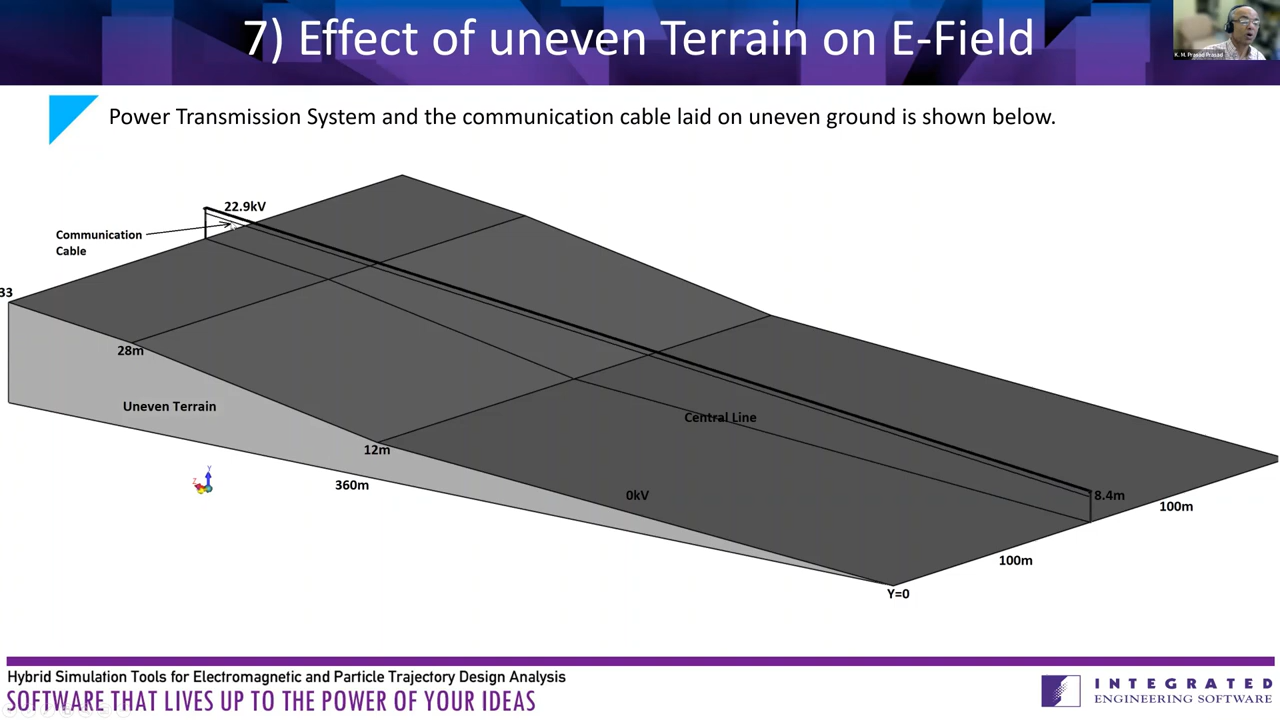 7) Effect of uneven Terrain on E-Field
K. M. Prasad Prasad
Power Transmission System and the communication cable laid on uneven ground is shown below.
22.9kV
Communication
Cable
33
28m
Uneven Terrain
12m
Central Line
360m
0kV
8.4m
100m
100m
Y=0
Y
Z
Hybrid Simulation Tools for Electromagnetic and Particle Trajectory Design Analysis
SOFTWARE THAT LIVES UP TO THE POWER OF YOUR IDEAS
INTEGRATED
ENGINEERING SOFTWARE